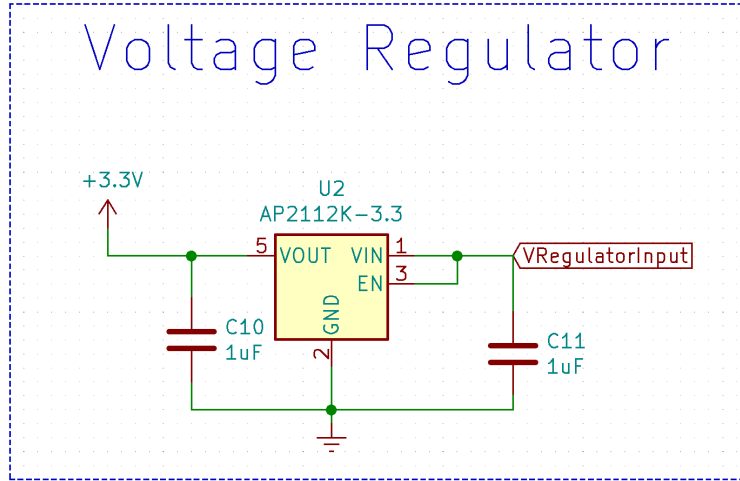 Voltage Regulator
+3.3V
U2
AP2112K-3.3
5
VOUT
VIN
1
VRegulatorInput
EN
3
GND
2
C10
1uF
C11
1uF